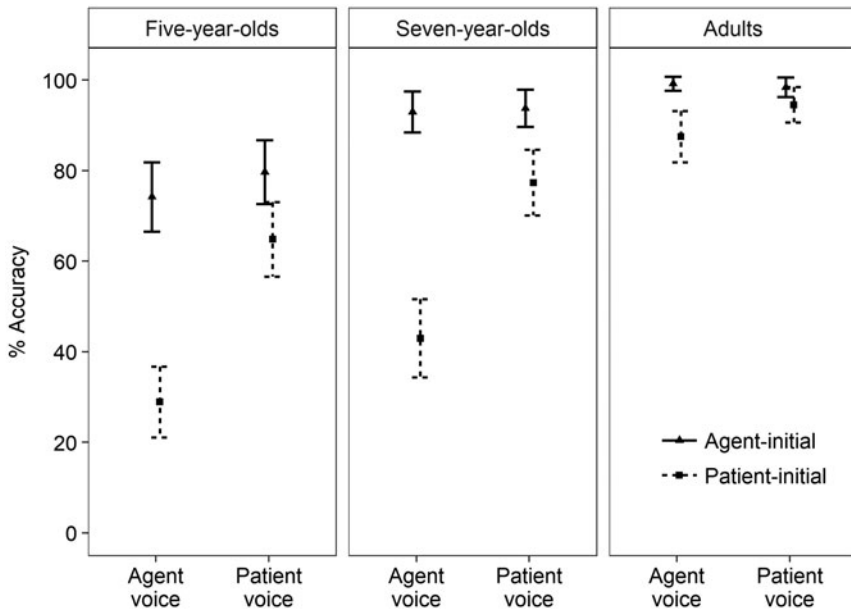 Five-year-olds Seven-year-olds Adults
% Accuracy
100
80
60
40
20
0
Agent-initial
Patient-initial
Agent voice Patient voice Agent voice Patient voice Agent voice Patient voice